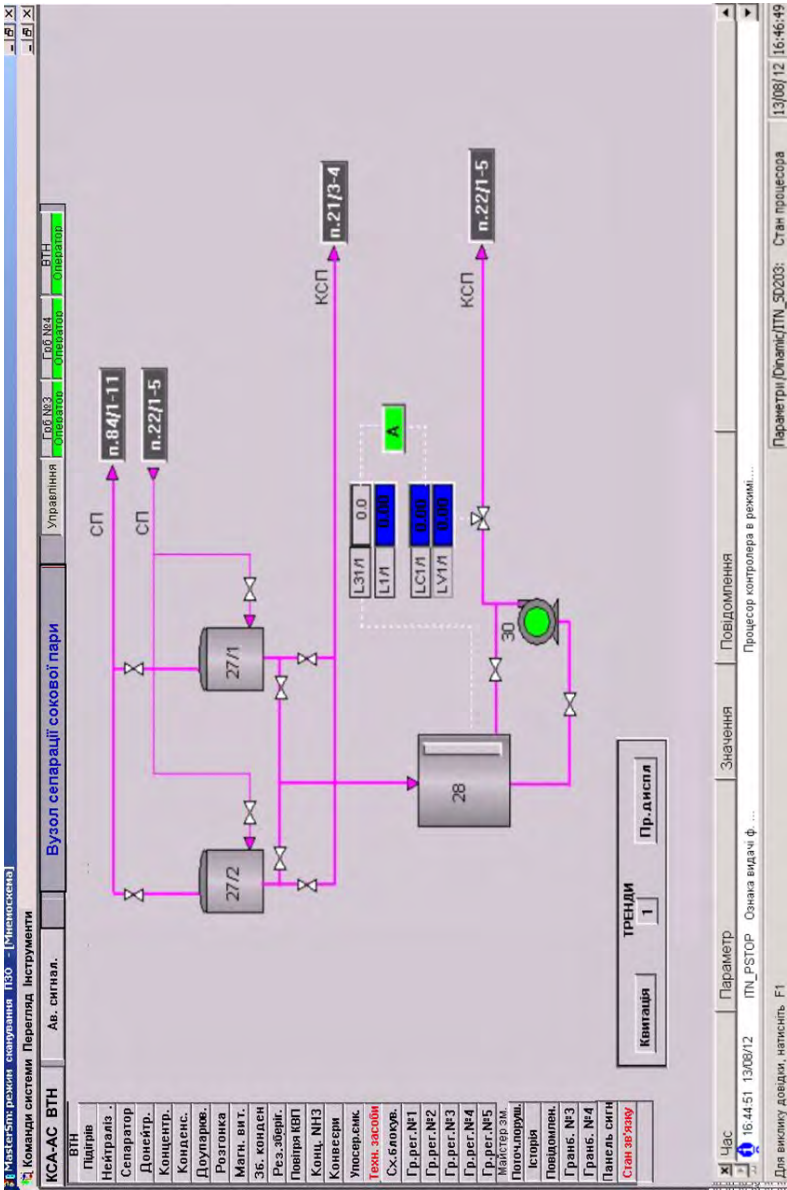 MasterSm: режим сканування ПЗО - [Мнемосхема]
Команди системи Перегляд Інструменти
КСА-АС ВТН Ав. сигнал. Вузол сепарації сокової пари Управління Грб №3 Оператор Грб №4 Оператор ВТН Оператор
ВТН
Підігрів
Нейтраліз .
Сепаратор
Донейтр.
Концентр.
Конденс.
Доупарюв.
Розгонка
Магн. вит.
Зб. конден
Рез.зберіг.
Повітря КВП
Конц. NH3
Конвеєри
Упосер.снк.
Техн. засоби
Сх.блокув.
Гр.рег.№1
Гр.рег.№2
Гр.рег.№3
Гр.рег.№4
Гр.рег.№5
Майстер зм.
Поточ.поруш.
Історія
Повідомлен.
Гранб. №3
Гранб. №4
Панель сигн
Стан зв'язку
СП п.84/1-11
СП п.22/1-5
27/2
27/1
КСП п.21/3-4
L31/1 0.0
L1/1 0.00
A
LC1/1 0.00
LV1/1 0.00
28
30
КСП п.22/1-5
ТРЕНДИ
Квитація 1 Пр.диспл
Час Параметр Значення Повідомлення
16:44:51 13/08/12 ITN_PSTOP Ознака видачі ф. ... Процесор контролера в режимі....
Для виклику довідки, натисніть F1 Параметри/Dinamic/ITN_5D203: Стан процесора 13/08/12 16:46:49